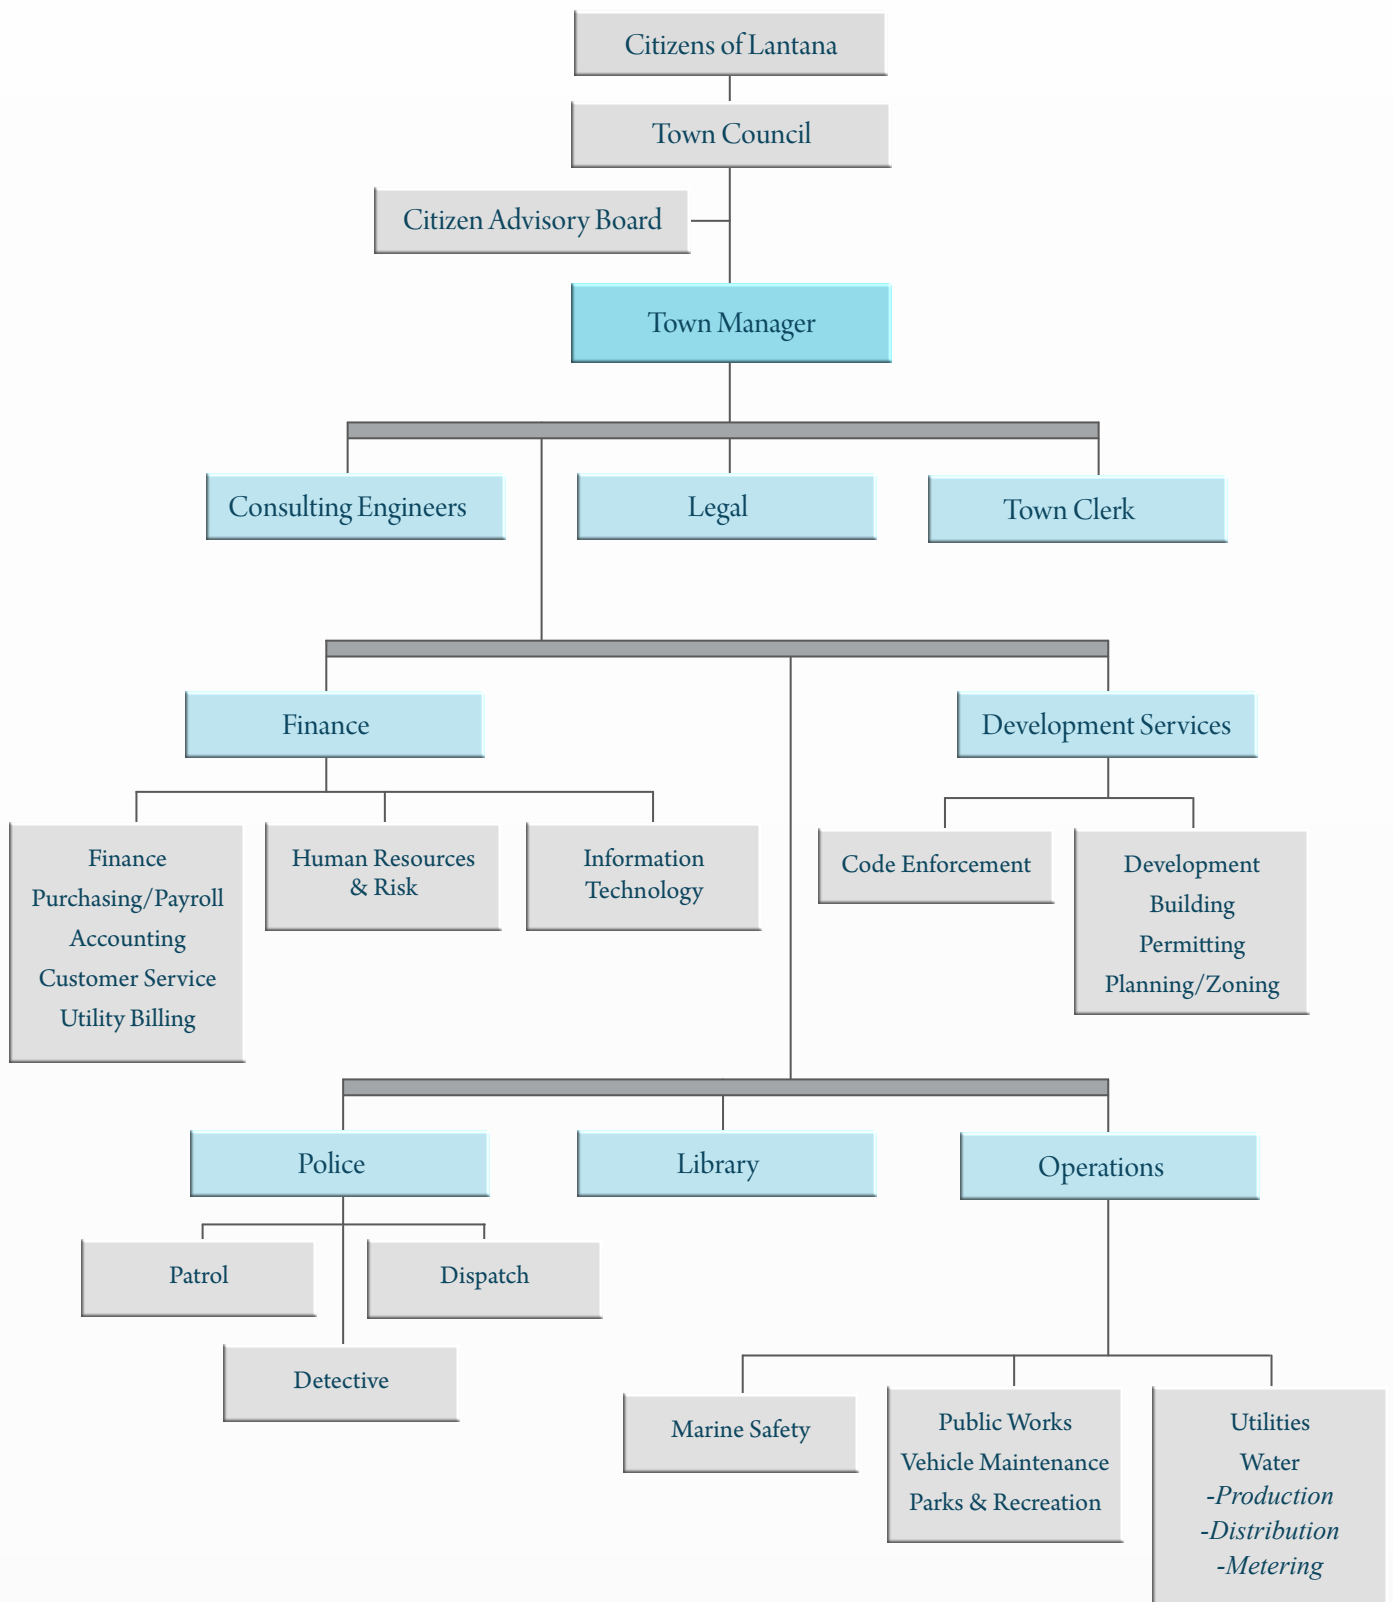 Citizens of Lantana
Town Council
Citizen Advisory Board
Town Manager
Consulting Engineers
Legal
Town Clerk
Finance
Development Services
Finance
Purchasing/Payroll
Accounting
Customer Service
Utility Billing
Human Resources
& Risk
Information
Technology
Code Enforcement
Development
Building
Permitting
Planning/Zoning
Police
Library
Operations
Patrol
Dispatch
Detective
Marine Safety
Public Works
Vehicle Maintenance
Parks & Recreation
Utilities
Water
-Production
-Distribution
-Metering